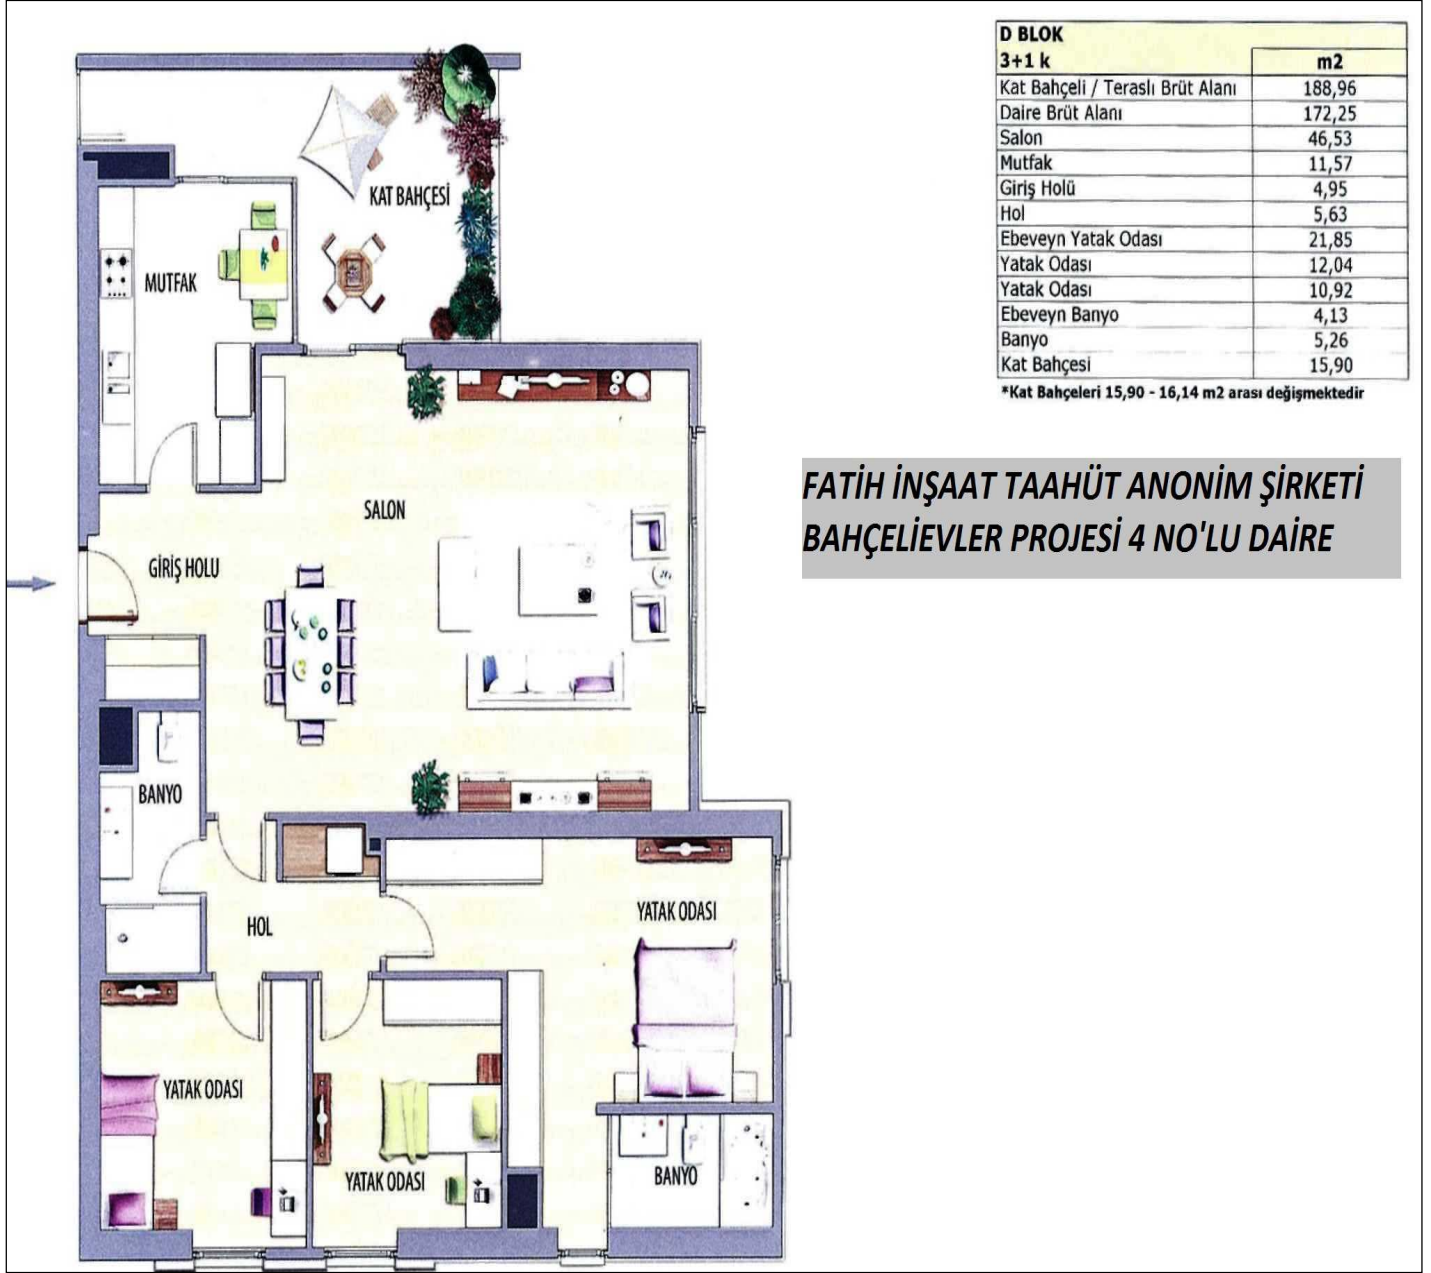 D BLOK
3+1 k m2
Kat Bahçeli / Teraslı Brüt Alanı 188,96
Daire Brüt Alanı 172,25
Salon 46,53
Mutfak 11,57
Giriş Holü 4,95
Hol 5,63
Ebeveyn Yatak Odası 21,85
Yatak Odası 12,04
Yatak Odası 10,92
Ebeveyn Banyo 4,13
Banyo 5,26
Kat Bahçesi 15,90
*Kat Bahçeleri 15,90 - 16,14 m2 arası değişmektedir
KAT BAHÇESİ
MUTFAK
FATİH İNŞAAT TAAHÜT ANONİM ŞİRKETİ
BAHÇELİEVLER PROJESİ 4 NO'LU DAİRE
SALON
GİRİŞ HOLU
BANYO
YATAK ODASI
HOL
YATAK ODASI
YATAK ODASI
BANYO